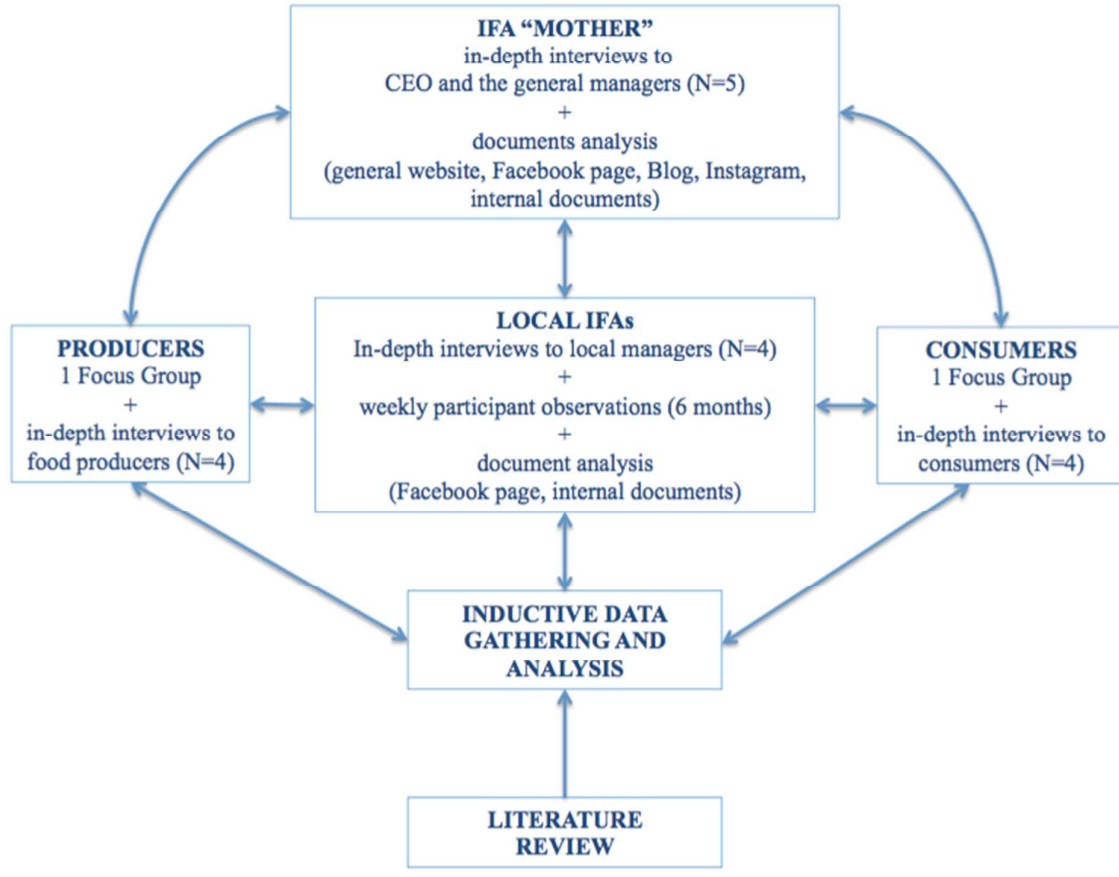 IFA “MOTHER”
in-depth interviews to
CEO and the general managers (N=5)
+
documents analysis
(general website, Facebook page, Blog, Instagram,
internal documents)
PRODUCERS
1 Focus Group
+
in-depth interviews to
food producers (N=4)
LOCAL IFAs
In-depth interviews to local managers (N=4)
+
weekly participant observations (6 months)
+
document analysis
(Facebook page, internal documents)
CONSUMERS
1 Focus Group
+
in-depth interviews to
consumers (N=4)
INDUCTIVE DATA
GATHERING AND
ANALYSIS
LITERATURE
REVIEW